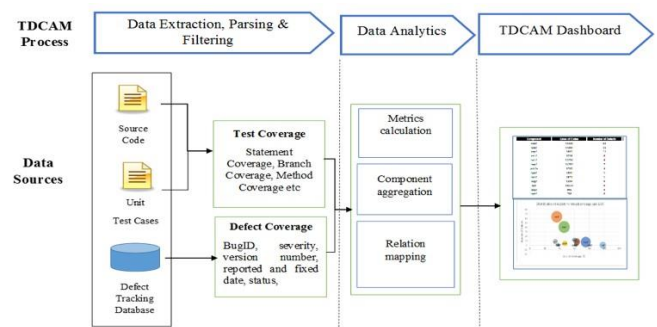 TDCAM
Process
Data Extraction, Parsing &
Filtering
Data Analytics
TDCAM Dashboard
Data
Sources
Source
Code
Unit
Test Cases
Defect
Tracking
Database
Test Coverage
Statement
Coverage, Branch
Coverage, Method
Coverage etc
Defect Coverage
BugID, severity,
version number,
reported and fixed
date, status,
Metrics
calculation
Component
aggregation
Relation
mapping